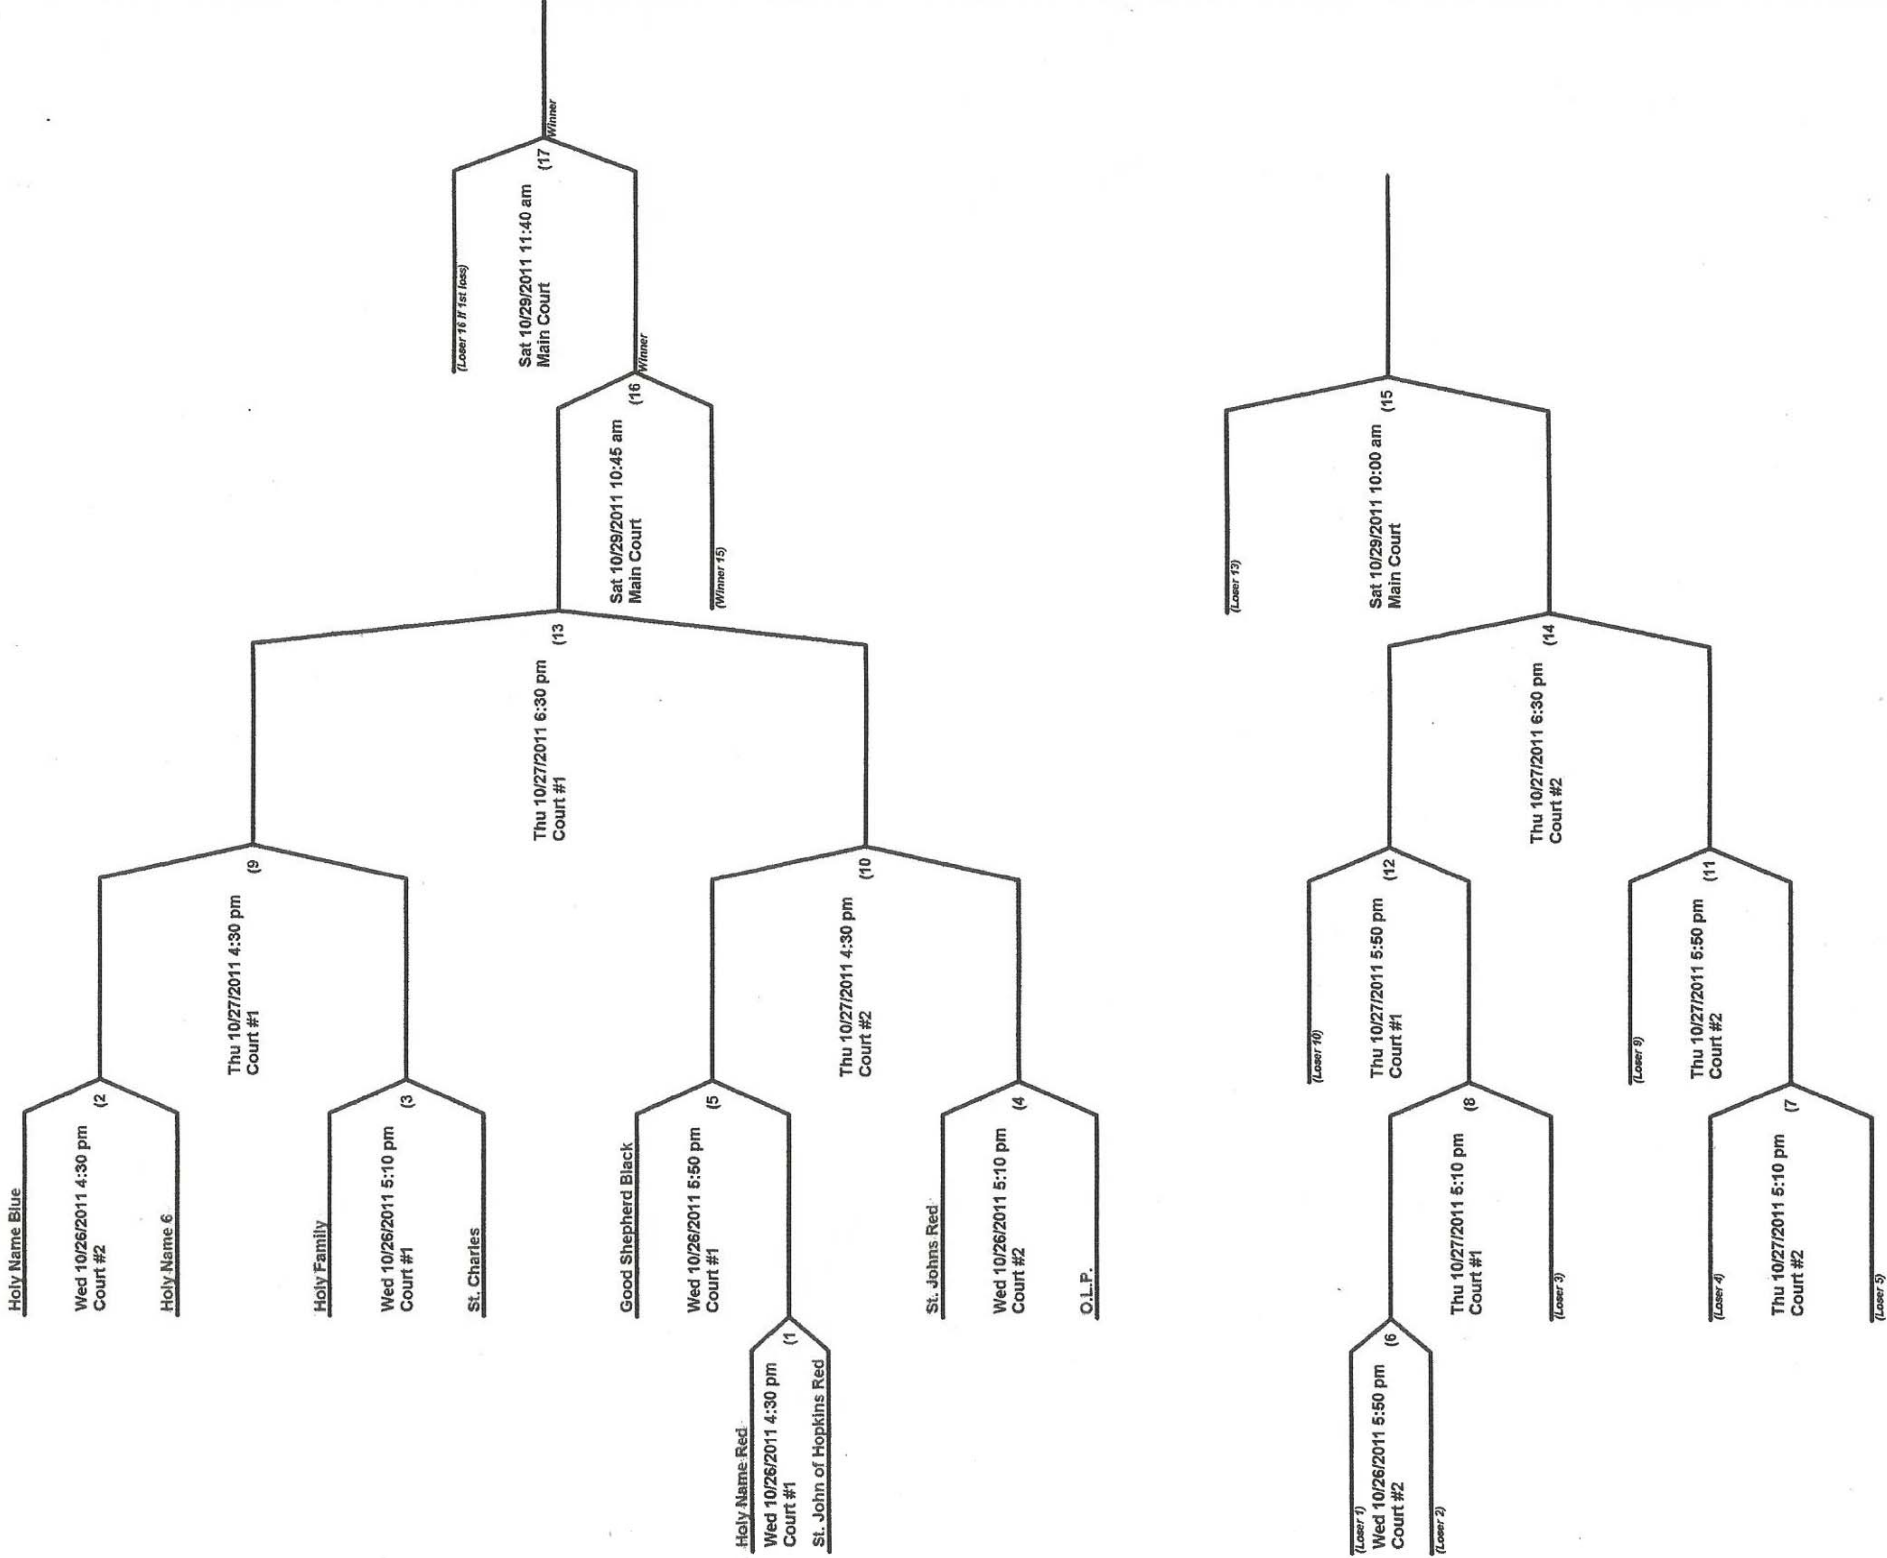 Holy Name Blue
Wed 10/26/2011 4:30 pm
Court #2
(2
Holy Name 6
Thu 10/27/2011 4:30 pm
Court #1
(9
Holy Family
Wed 10/26/2011 5:10 pm
Court #1
(3
St. Charles
Thu 10/27/2011 6:30 pm
Court #1
(13
Good Shepherd Black
Wed 10/26/2011 5:50 pm
Court #1
(5
Holy Name Red
Wed 10/26/2011 4:30 pm
Court #1
(1
St. John of Hopkins Red
Thu 10/27/2011 4:30 pm
Court #2
(10
St. Johns Red
Wed 10/26/2011 5:10 pm
Court #2
(4
O.L.P.
(Loser 16 if 1st loss)
Sat 10/29/2011 11:40 am
Main Court
(17
Winner
Sat 10/29/2011 10:45 am
Main Court
(16
Winner
(Winner 15)
(Loser 13)
Sat 10/29/2011 10:00 am
Main Court
(15
(Loser 10)
Thu 10/27/2011 5:50 pm
Court #1
(12
(Loser 1)
Wed 10/26/2011 5:50 pm
Court #2
(6
(Loser 2)
Thu 10/27/2011 5:10 pm
Court #1
(8
(Loser 3)
Thu 10/27/2011 6:30 pm
Court #2
(14
(Loser 9)
Thu 10/27/2011 5:50 pm
Court #2
(11
(Loser 4)
Thu 10/27/2011 5:10 pm
Court #2
(7
(Loser 5)